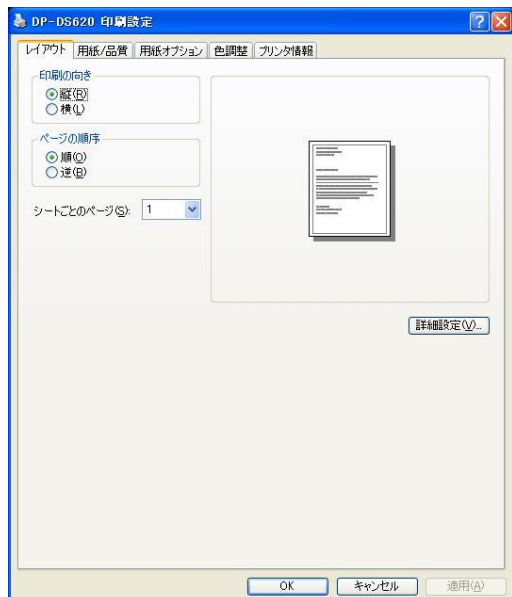 DP-DS620 印刷設定
レイアウト 用紙/品質 用紙オプション 色調整 プリンタ情報
印刷の向き
縦(R)
横(L)
ページの順序
順(O)
逆(B)
シートごとのページ(S): 1
詳細設定(V)...
OK キャンセル 適用(A)